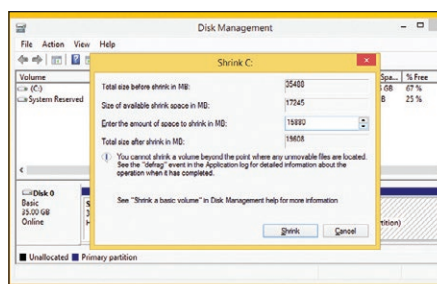 Disk Management
File Action View Help
Shrink C:
Volume
Spa... % Free
(C:)
GB 67 %
System Reserved
B 25 %
Total size before shrink in MB: 35488
Size of available shrink space in MB: 17245
Enter the amount of space to shrink in MB: 15880
Total size after shrink in MB: 19608
You cannot shrink a volume beyond the point where any unmovable files are located.
See the "defrag" event in the Application log for detailed information about the
operation when it has completed.
See "Shrink a basic volume" in Disk Management help for more information
Shrink Cancel
Disk 0
Basic
35.00 GB
Online
tition)
Unallocated Primary partition